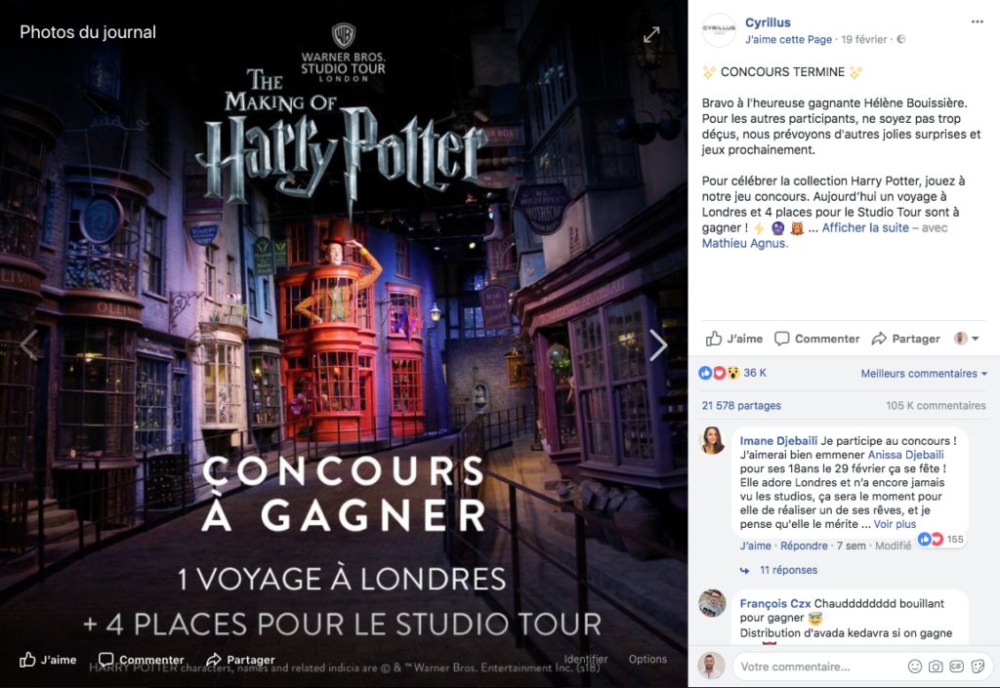 Photos du journal
WARNER BROS.
STUDIO TOUR
LONDON
THE
MAKING OF
Harry Potter
CONCOURS
À GAGNER
1 VOYAGE À LONDRES
+ 4 PLACES POUR LE STUDIO TOUR
J'aime Commenter Partager Identifier Options
HARRY POTTER characters, names and related indicia are © & ™ Warner Bros. Entertainment Inc. (s18)
CYRILLUS
Cyrillus
J'aime cette Page · 19 février ·
✨ CONCOURS TERMINE ✨
Bravo à l'heureuse gagnante Hélène Bouissière.
Pour les autres participants, ne soyez pas trop
déçus, nous prévoyons d'autres jolies surprises et
jeux prochainement.
Pour célébrer la collection Harry Potter, jouez à
notre jeu concours. Aujourd'hui un voyage à
Londres et 4 places pour le Studio Tour sont à
gagner ! ⚡ 🔮 🦉 ... Afficher la suite – avec
Mathieu Agnus.
J'aime Commenter Partager
36 K Meilleurs commentaires
21 578 partages 105 K commentaires
Imane Djebaili Je participe au concours !
J'aimerai bien emmener Anissa Djebaili
pour ses 18ans le 29 février ça se fête !
Elle adore Londres et n'a encore jamais
vu les studios, ça sera le moment pour
elle de réaliser un de ses rêves, et je
pense qu'elle le mérite ... Voir plus
155
J'aime · Répondre · 7 sem · Modifié
11 réponses
François Czx Chaudddddddd bouillant
pour gagner 😇
Distribution d'avada kedavra si on gagne
Votre commentaire...
GIF